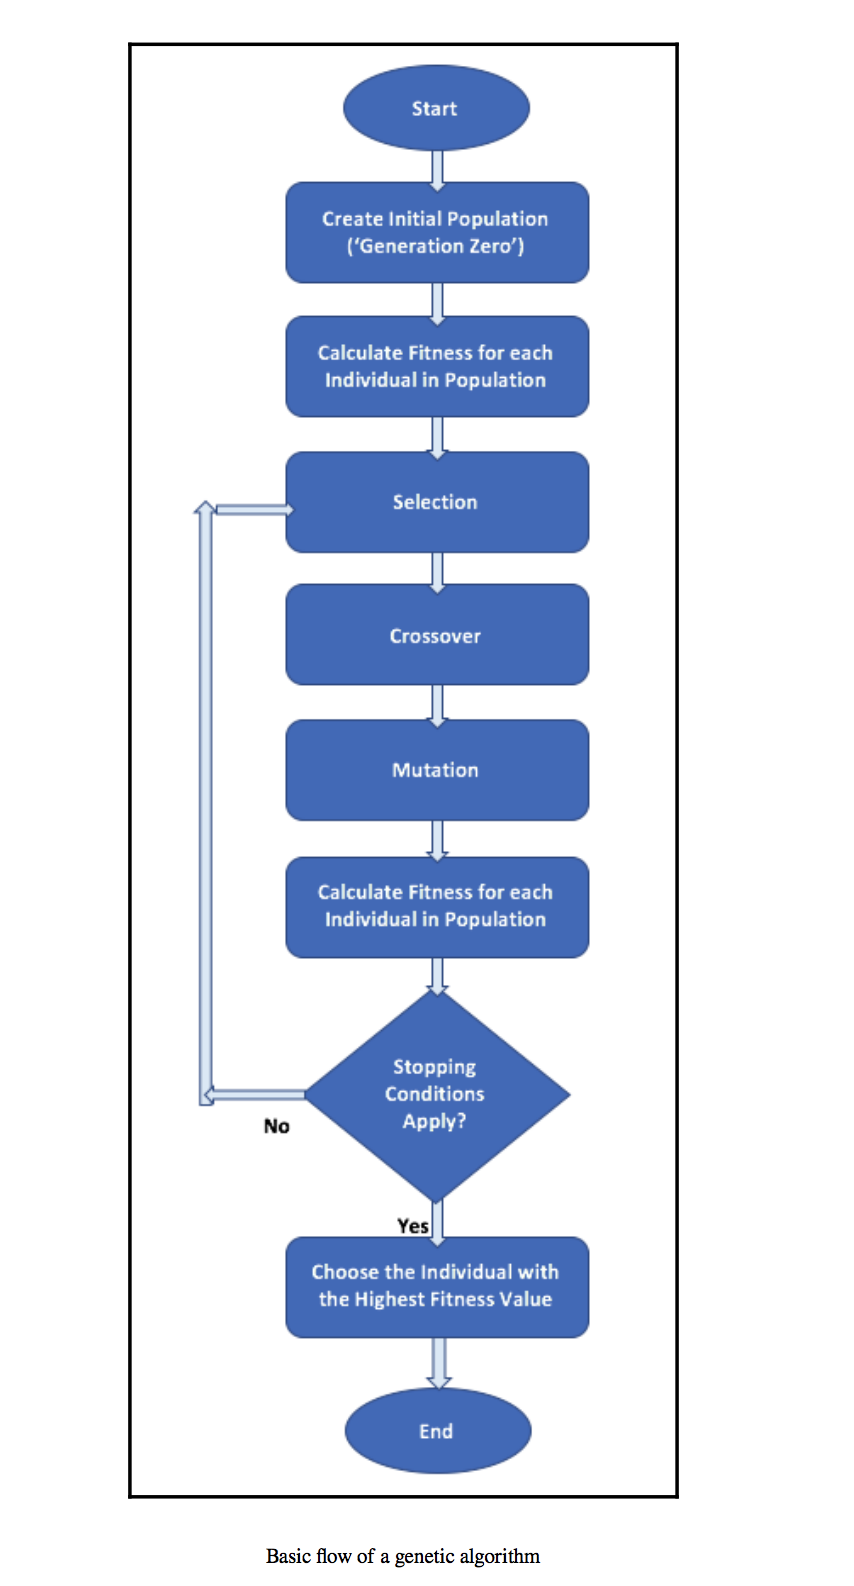 Start
Create Initial Population
(‘Generation Zero’)
Calculate Fitness for each
Individual in Population
Selection
Crossover
Mutation
Calculate Fitness for each
Individual in Population
Stopping
Conditions
Apply?
No
Yes
Choose the Individual with
the Highest Fitness Value
End
Basic flow of a genetic algorithm